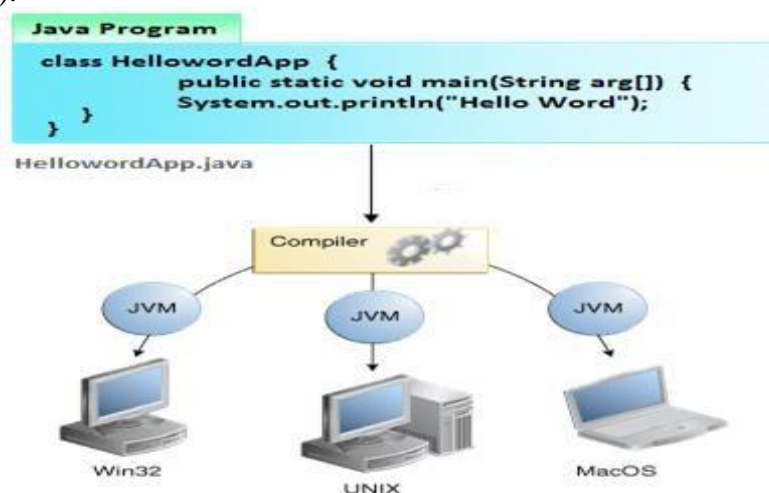 ).
Java Program
class HellowordApp {
public static void main(String arg[]) {
System.out.println("Hello Word");
}
}
HellowordApp.java
Compiler
JVM
JVM
JVM
Win32
UNIX
MacOS